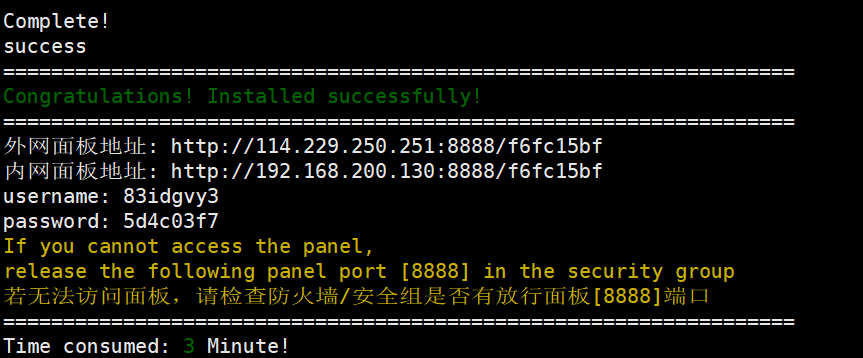 Complete!
success
==================================================================
Congratulations! Installed successfully!
==================================================================
外网面板地址: http://114.229.250.251:8888/f6fc15bf
内网面板地址: http://192.168.200.130:8888/f6fc15bf
username: 83idgvy3
password: 5d4c03f7
If you cannot access the panel,
release the following panel port [8888] in the security group
若无法访问面板，请检查防火墙/安全组是否有放行面板[8888]端口
==================================================================
Time consumed: 3 Minute!